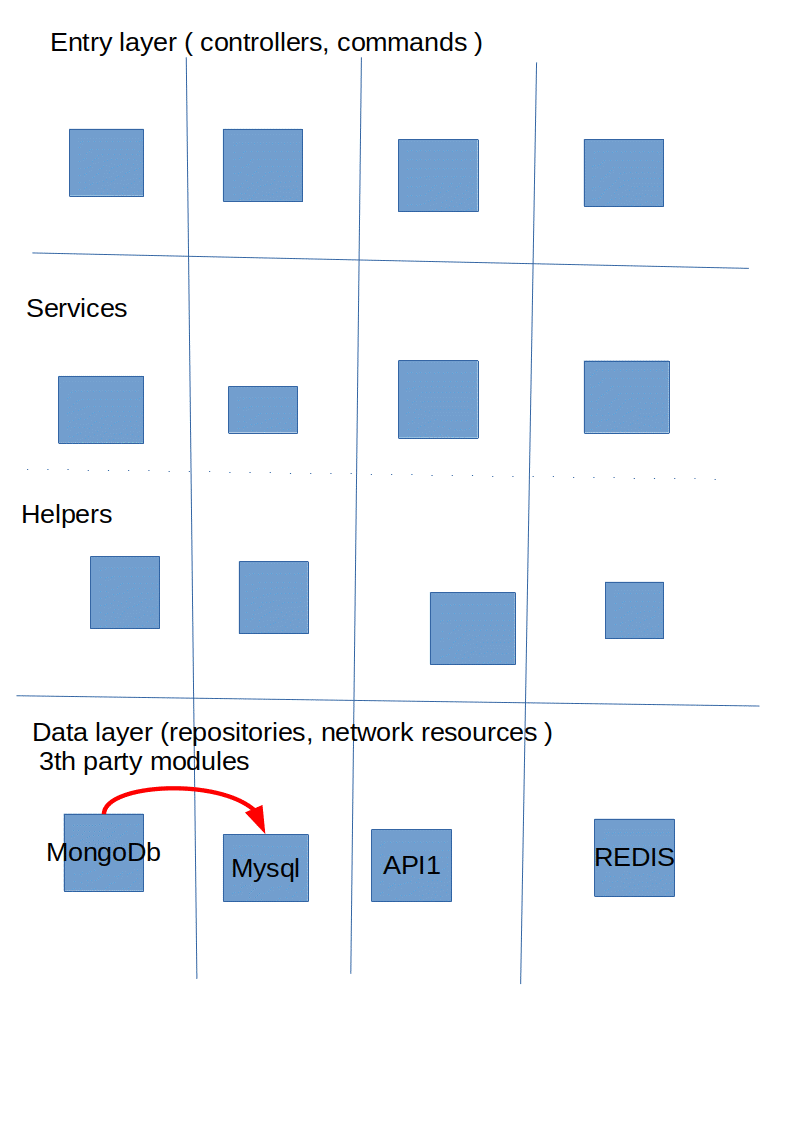 Entry layer ( controllers, commands )
Services
Helpers
Data layer (repositories, network resources )
3th party modules
MongoDb
Mysql
API1
REDIS